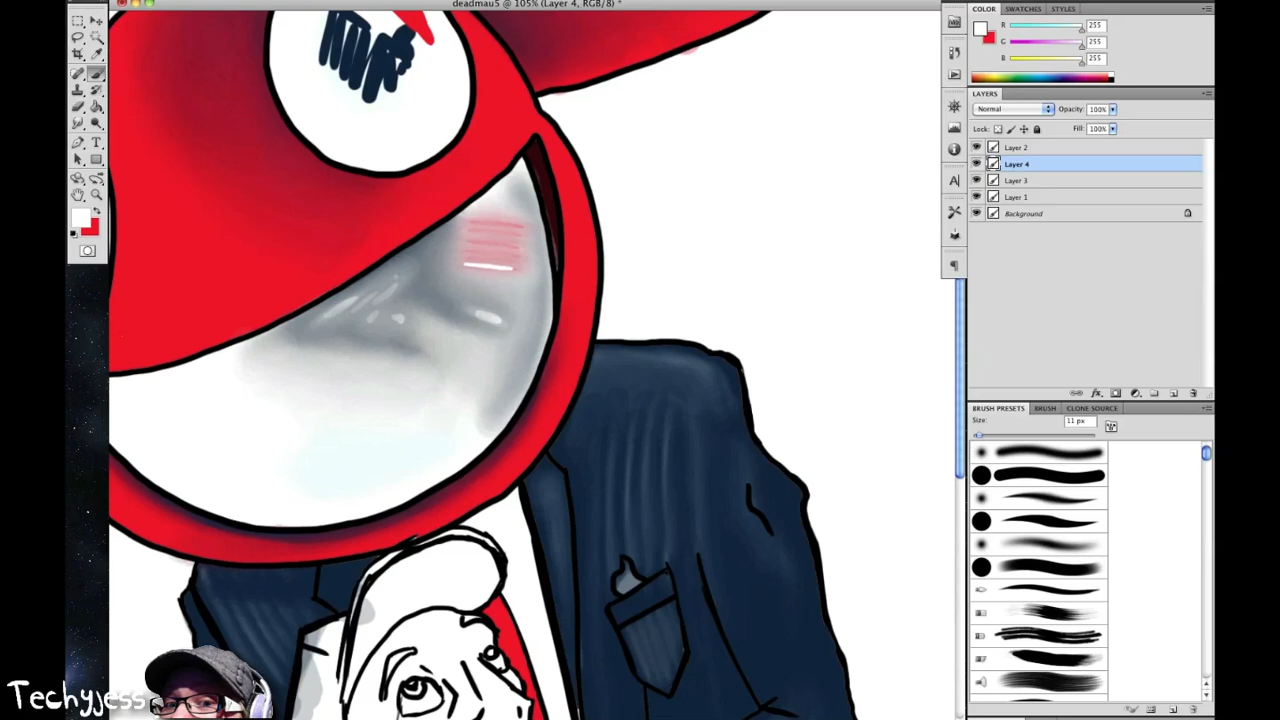 deadmau5 @ 105% (Layer 4, RGB/8) *
COLOR SWATCHES STYLES
R 255
G 255
B 255
LAYERS
Normal Opacity: 100%
Lock: Fill: 100%
Layer 2
Layer 4
Layer 3
Layer 1
Background
BRUSH PRESETS BRUSH CLONE SOURCE
Size: 11 px
Techyjess